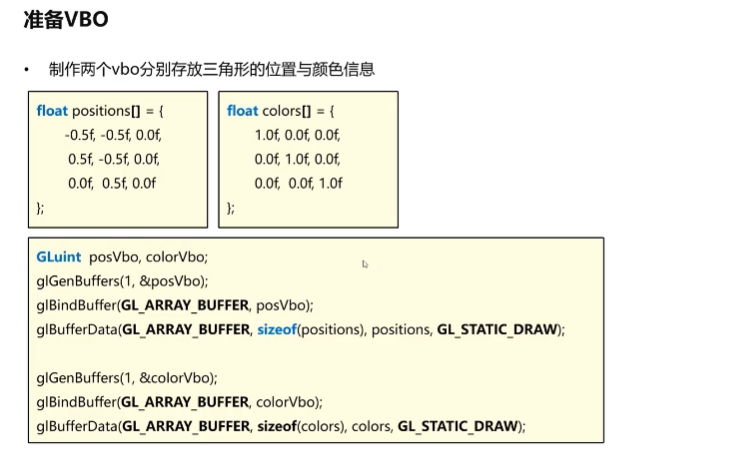 准备VBO
• 制作两个vbo分别存放三角形的位置与颜色信息
float positions[] = {
-0.5f, -0.5f, 0.0f,
0.5f, -0.5f, 0.0f,
0.0f, 0.5f, 0.0f
};
float colors[] = {
1.0f, 0.0f, 0.0f,
0.0f, 1.0f, 0.0f,
0.0f, 0.0f, 1.0f
};
GLuint posVbo, colorVbo;
glGenBuffers(1, &posVbo);
glBindBuffer(GL_ARRAY_BUFFER, posVbo);
glBufferData(GL_ARRAY_BUFFER, sizeof(positions), positions, GL_STATIC_DRAW);
glGenBuffers(1, &colorVbo);
glBindBuffer(GL_ARRAY_BUFFER, colorVbo);
glBufferData(GL_ARRAY_BUFFER, sizeof(colors), colors, GL_STATIC_DRAW);